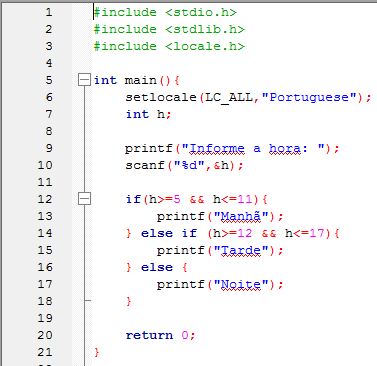 1 #include <stdio.h>
2 #include <stdlib.h>
3 #include <locale.h>
4
5 int main(){
6 setlocale(LC_ALL,"Portuguese");
7 int h;
8
9 printf("Informe a hora: ");
10 scanf("%d",&h);
11
12 if(h>=5 && h<=11){
13 printf("Manhã");
14 } else if (h>=12 && h<=17){
15 printf("Tarde");
16 } else {
17 printf("Noite");
18 }
19
20 return 0;
21 }